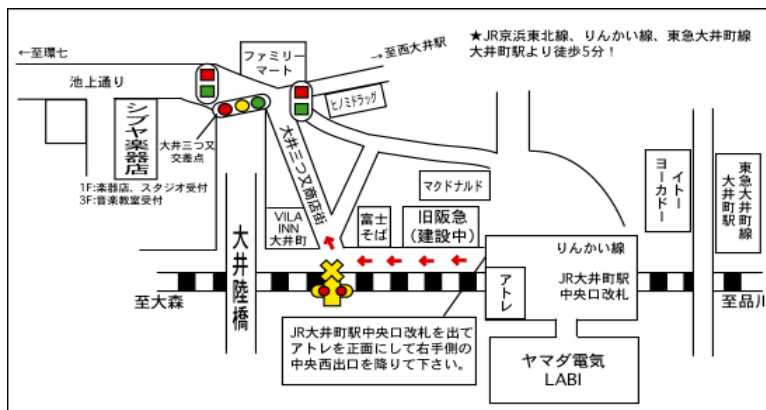 ←至環七
ファミリー
マート
→至西大井駅
★JR京浜東北線、りんかい線、東急大井町線
大井町駅より徒歩5分！
池上通り
ヒノミドラッグ
シブヤ楽器店
大井三つ又
交差点
大井三つ又商店街
1F:楽器店、スタジオ受付
3F:音楽教室受付
マクドナルド
イトー
ヨーカドー
東急大井町線
大井町駅
VILA
INN
大井町
富士
そば
旧阪急
（建設中）
大井陸橋
りんかい線
JR大井町駅
中央口改札
アトレ
至大森
至品川
JR大井町駅中央口改札を出て
アトレを正面にして右手側の
中央西出口を降りて下さい。
ヤマダ電気
LABI